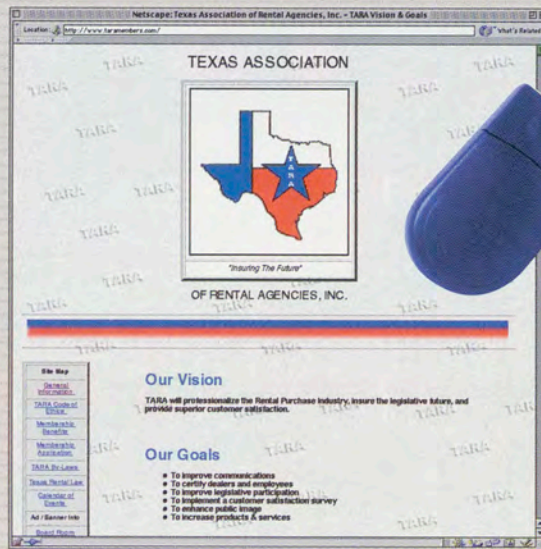 Netscape: Texas Association of Rental Agencies, Inc. - TARA Vision & Goals
Location: http://www.taramembers.com/
What's Related
TEXAS ASSOCIATION
TARA
"Insuring The Future"
OF RENTAL AGENCIES, INC.
Site Map
General Information
TARA Code of Ethics
Membership Benefits
Membership Application
TARA By-Laws
Texas Rental Law
Calendar of Events
Ad / Banner Info
Board Room
Our Vision
TARA will professionalize the Rental Purchase Industry, insure the legislative future, and
provide superior customer satisfaction.
Our Goals
To improve communications
To certify dealers and employees
To improve legislative participation
To implement a customer satisfaction survey
To enhance public image
To increase products & services